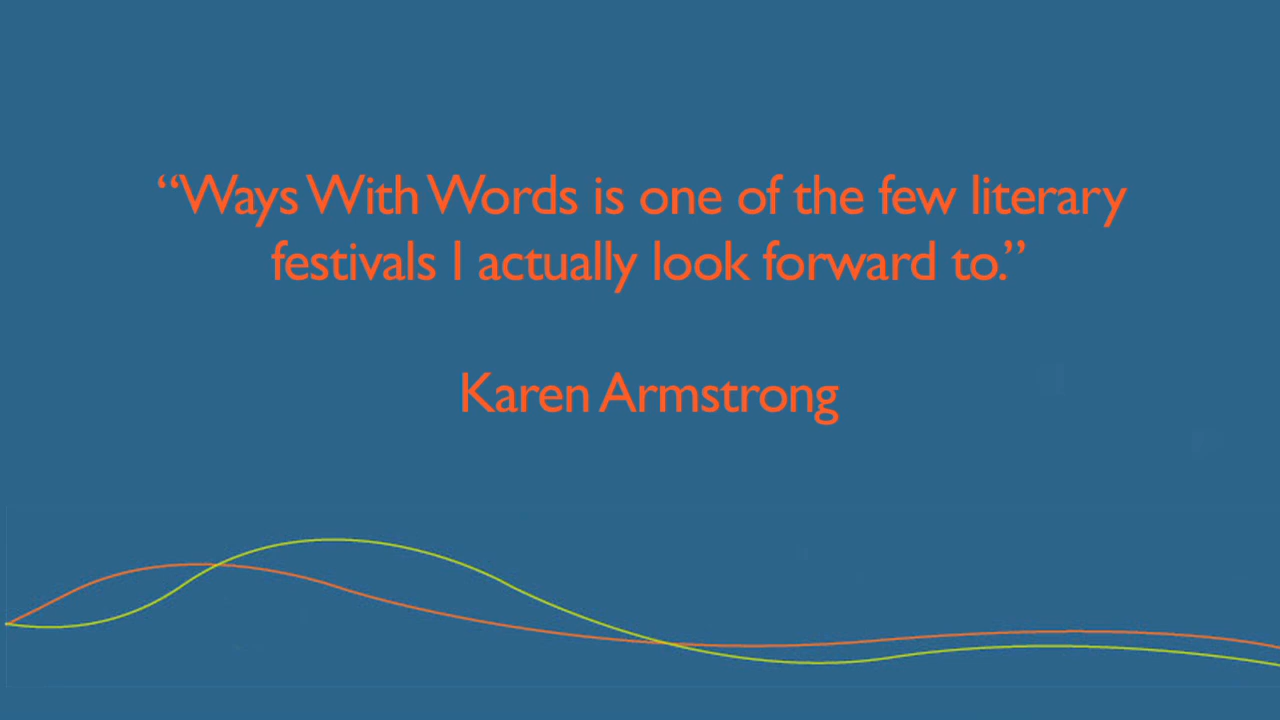 “Ways With Words is one of the few literary
festivals I actually look forward to.”
Karen Armstrong